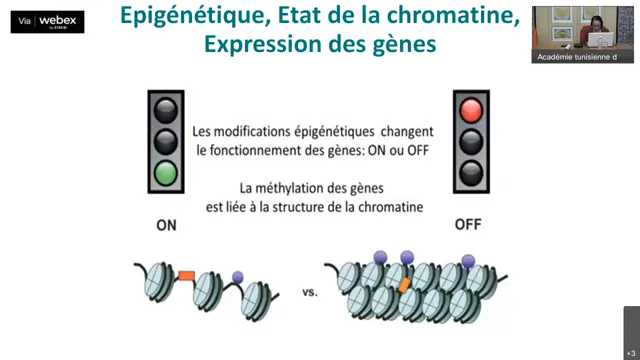 Via webex
by CISCO
Epigénétique, Etat de la chromatine,
Expression des gènes
Académie tunisienne d
Les modifications épigénétiques changent
le fonctionnement des gènes: ON ou OFF
La méthylation des gènes
est liée à la structure de la chromatine
ON
OFF
vs.
+3